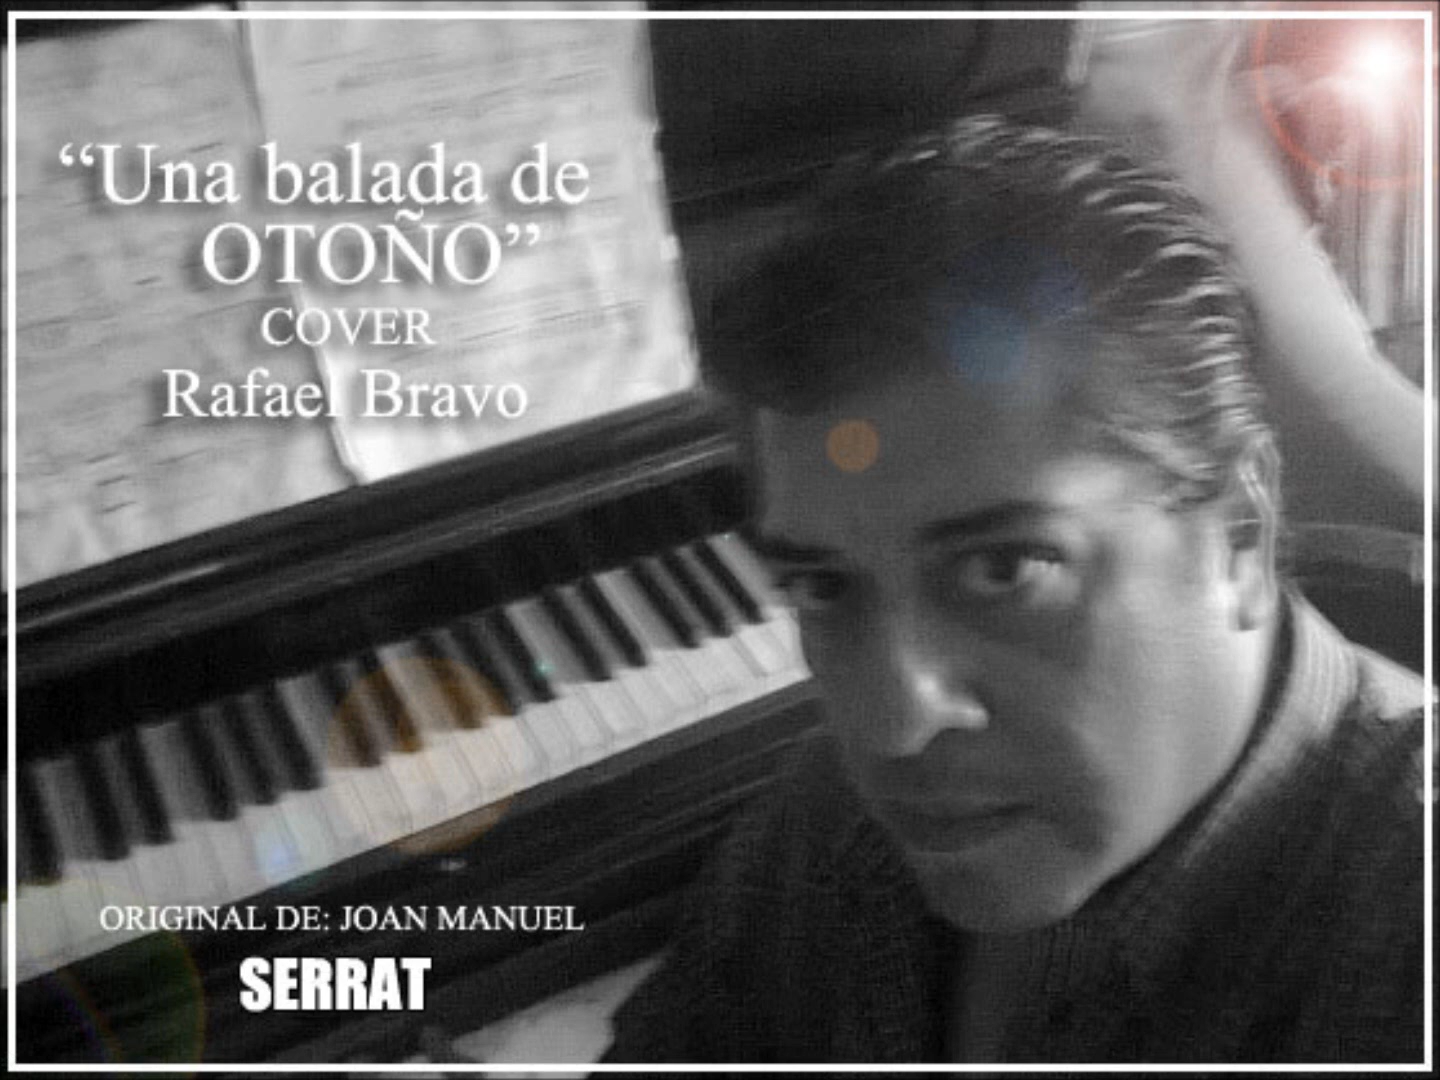 “Una balada de
OTOÑO”
COVER
Rafael Bravo
ORIGINAL DE: JOAN MANUEL
SERRAT